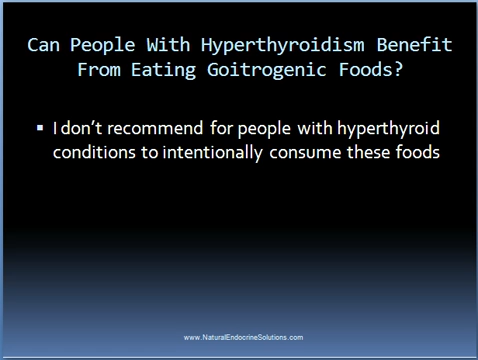 Can People With Hyperthyroidism Benefit
From Eating Goitrogenic Foods?
▪ I don't recommend for people with hyperthyroid
conditions to intentionally consume these foods
www.NaturalEndocrineSolutions.com